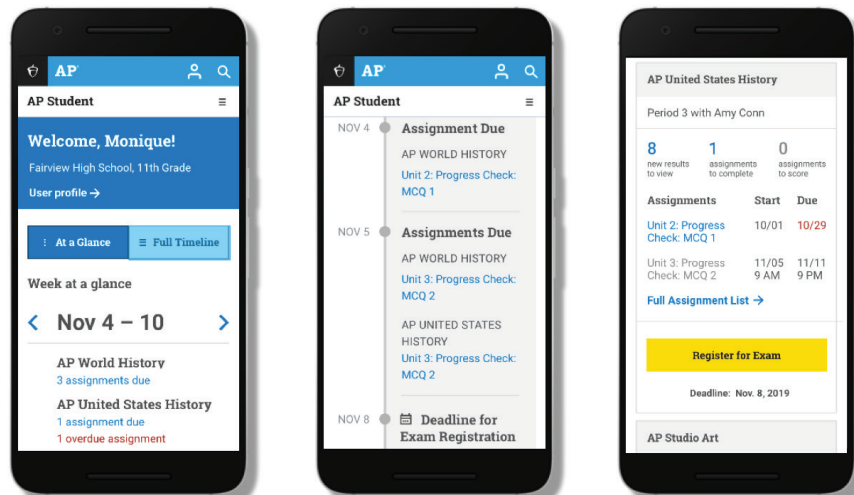 AP
AP Student
Welcome, Monique!
Fairview High School, 11th Grade
User profile →
At a Glance
Full Timeline
Week at a glance
Nov 4 – 10
AP World History
3 assignments due
AP United States History
1 assignment due
1 overdue assignment
AP
AP Student
NOV 4
Assignment Due
AP WORLD HISTORY
Unit 2: Progress Check:
MCQ 1
NOV 5
Assignments Due
AP WORLD HISTORY
Unit 3: Progress Check:
MCQ 2
AP UNITED STATES
HISTORY
Unit 3: Progress Check:
MCQ 2
NOV 8
Deadline for
Exam Registration
AP United States History
Period 3 with Amy Conn
8 1 0
new results assignments assignments
to view to complete to score
Assignments Start Due
Unit 2: Progress 10/01 10/29
Check: MCQ 1
Unit 3: Progress 11/05 11/11
Check: MCQ 2 9 AM 9 PM
Full Assignment List →
Register for Exam
Deadline: Nov. 8, 2019
AP Studio Art